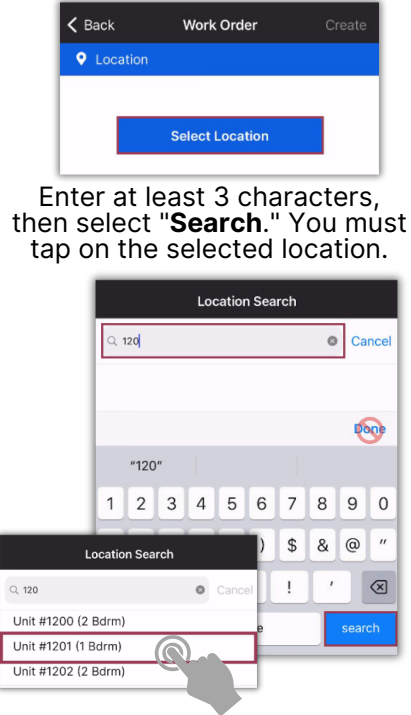 Back Work Order Create
Location
Select Location
Enter at least 3 characters,
then select "Search." You must
tap on the selected location.
Location Search
120 Cancel
Done
"120"
1 2 3 4 5 6 7 8 9 0
) $ & @ "
! '
search
Location Search
120 Cancel
Unit #1200 (2 Bdrm)
Unit #1201 (1 Bdrm)
Unit #1202 (2 Bdrm)